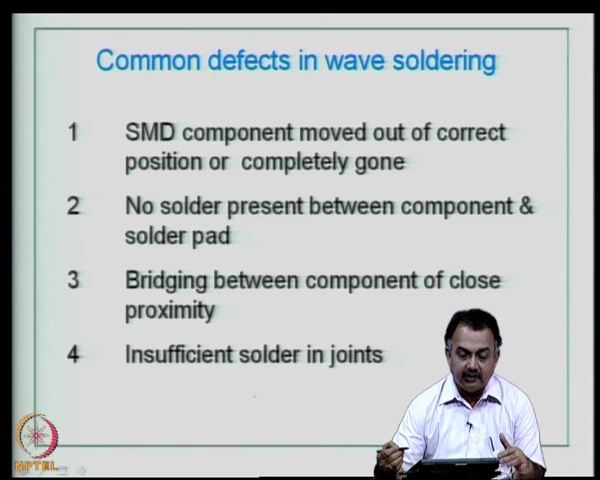 Common defects in wave soldering
1 SMD component moved out of correct
position or completely gone
2 No solder present between component &
solder pad
3 Bridging between component of close
proximity
4 Insufficient solder in joints
NPTEL